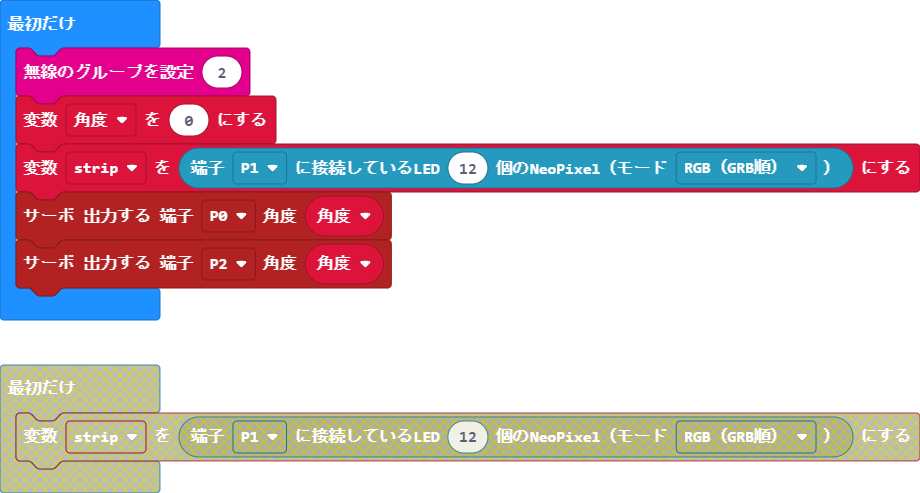 最初だけ
無線のグループを設定 2
変数 角度 を 0 にする
変数 strip を 端子 P1 に接続しているLED 12 個のNeoPixel（モード RGB（GRB順） ） にする
サーボ 出力する 端子 P0 角度 角度
サーボ 出力する 端子 P2 角度 角度
最初だけ
変数 strip を 端子 P1 に接続しているLED 12 個のNeoPixel（モード RGB（GRB順） ） にする